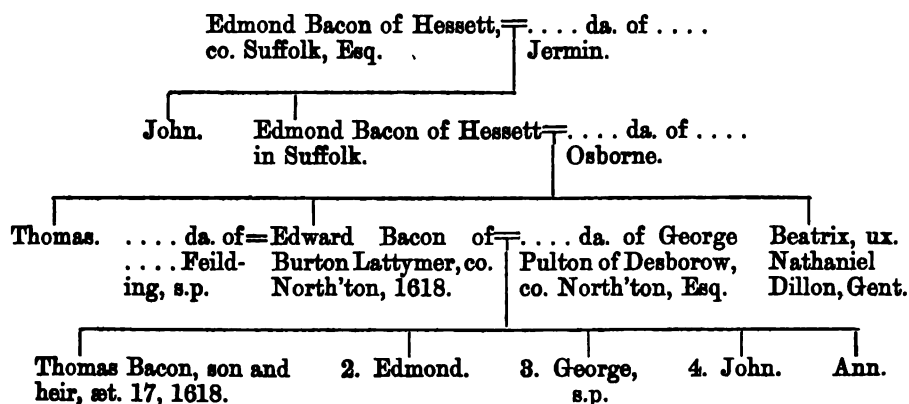 Edmond Bacon of Hessett, = . . . . da. of . . . .
co. Suffolk, Esq. Jermin.
John. Edmond Bacon of Hessett = . . . . da. of . . . .
in Suffolk. Osborne.
Thomas. . . . . da. of = Edward Bacon of = . . . . da. of George Beatrix, ux.
. . . . Feild- Burton Lattymer, co. Pulton of Desborow, Nathaniel
ing, s.p. North'ton, 1618. co. North'ton, Esq. Dillon, Gent.
Thomas Bacon, son and 2. Edmond. 3. George, 4. John. Ann.
heir, æt. 17, 1618. s.p.